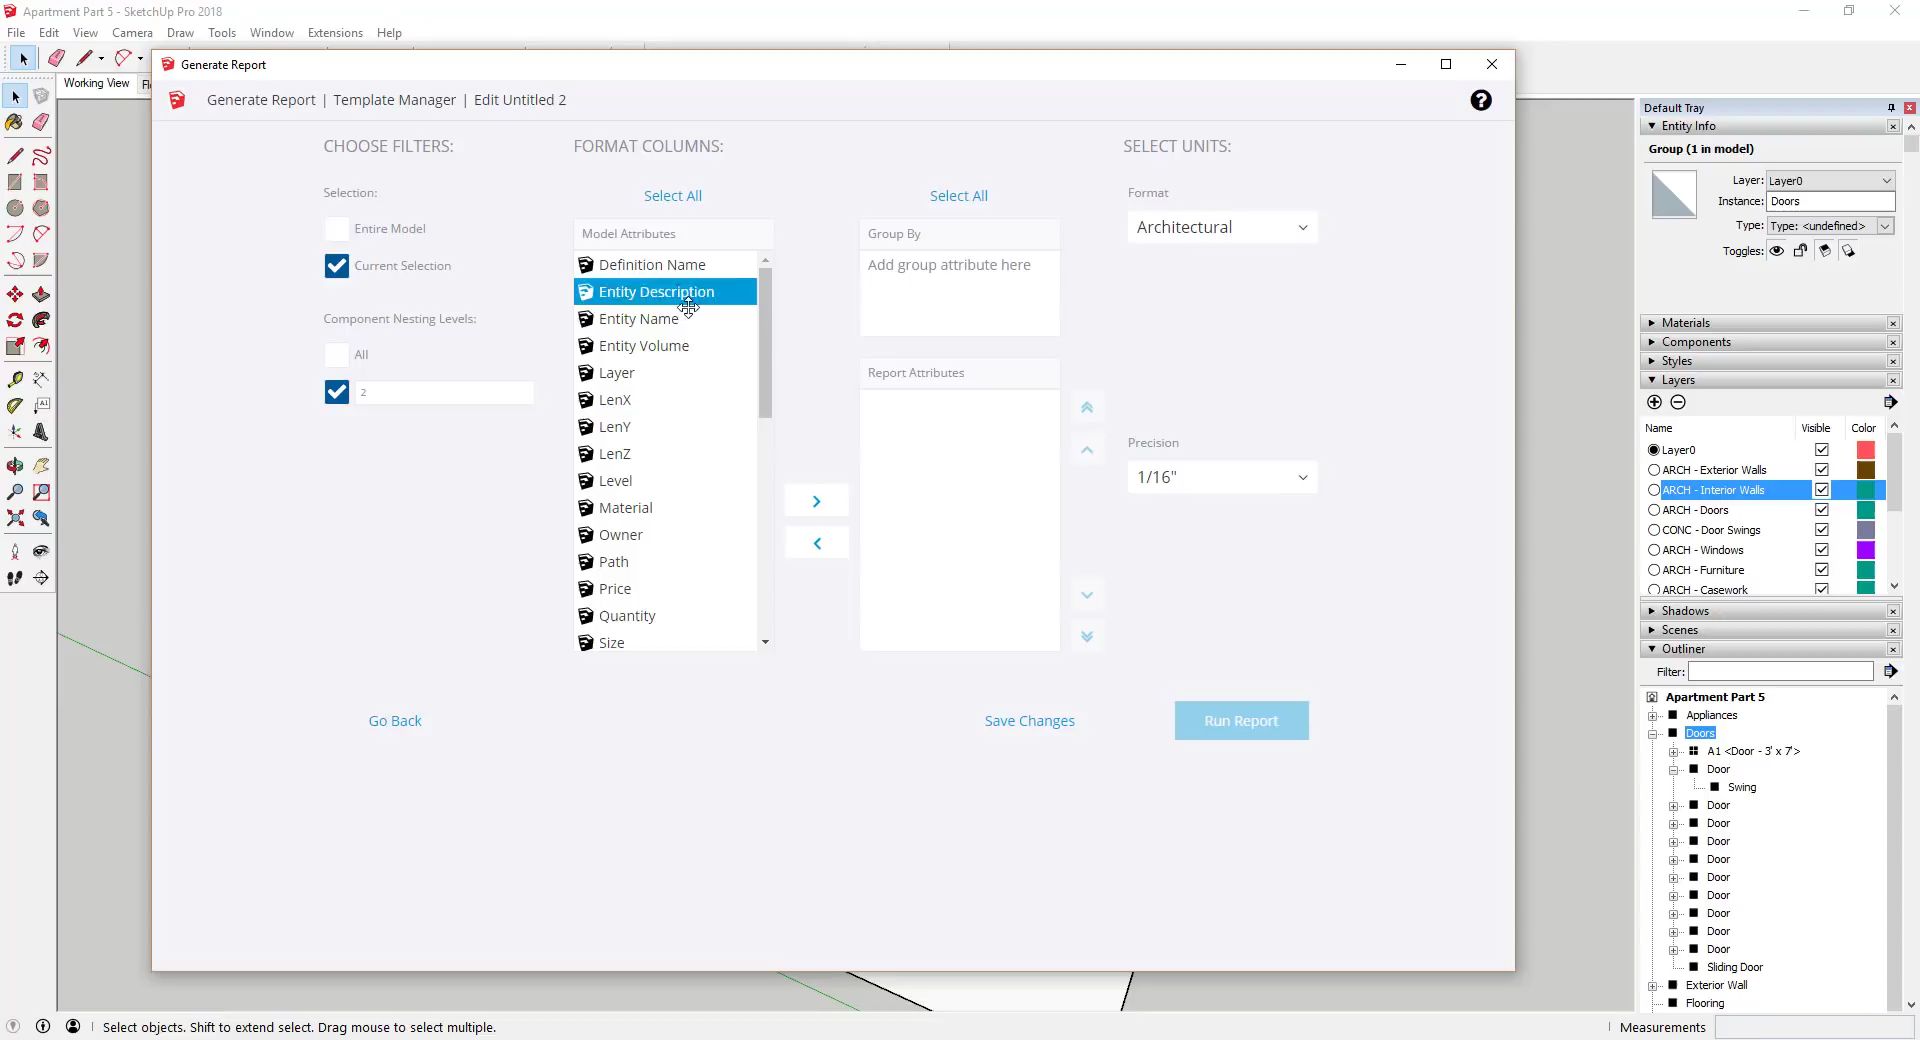 Apartment Part 5 - SketchUp Pro 2018
File Edit View Camera Draw Tools Window Extensions Help
Working View
Generate Report
Generate Report | Template Manager | Edit Untitled 2
?
CHOOSE FILTERS:
Selection:
Entire Model
Current Selection
Component Nesting Levels:
All
2
FORMAT COLUMNS:
Select All
Model Attributes
Definition Name
Entity Description
Entity Name
Entity Volume
Layer
LenX
LenY
LenZ
Level
Material
Owner
Path
Price
Quantity
Size
Select All
Group By
Add group attribute here
Report Attributes
SELECT UNITS:
Format
Architectural
Precision
1/16"
Go Back
Save Changes
Run Report
Default Tray
Entity Info
Group (1 in model)
Layer: Layer0
Instance: Doors
Type: Type: <undefined>
Toggles:
Materials
Components
Styles
Layers
Name Visible Color
Layer0
ARCH - Exterior Walls
ARCH - Interior Walls
ARCH - Doors
CONC - Door Swings
ARCH - Windows
ARCH - Furniture
ARCH - Casework
Shadows
Scenes
Outliner
Filter:
Apartment Part 5
Appliances
Doors
A1 <Door - 3' x 7'>
Door
Swing
Door
Door
Door
Door
Door
Door
Door
Door
Door
Sliding Door
Exterior Wall
Flooring
Select objects. Shift to extend select. Drag mouse to select multiple.
Measurements